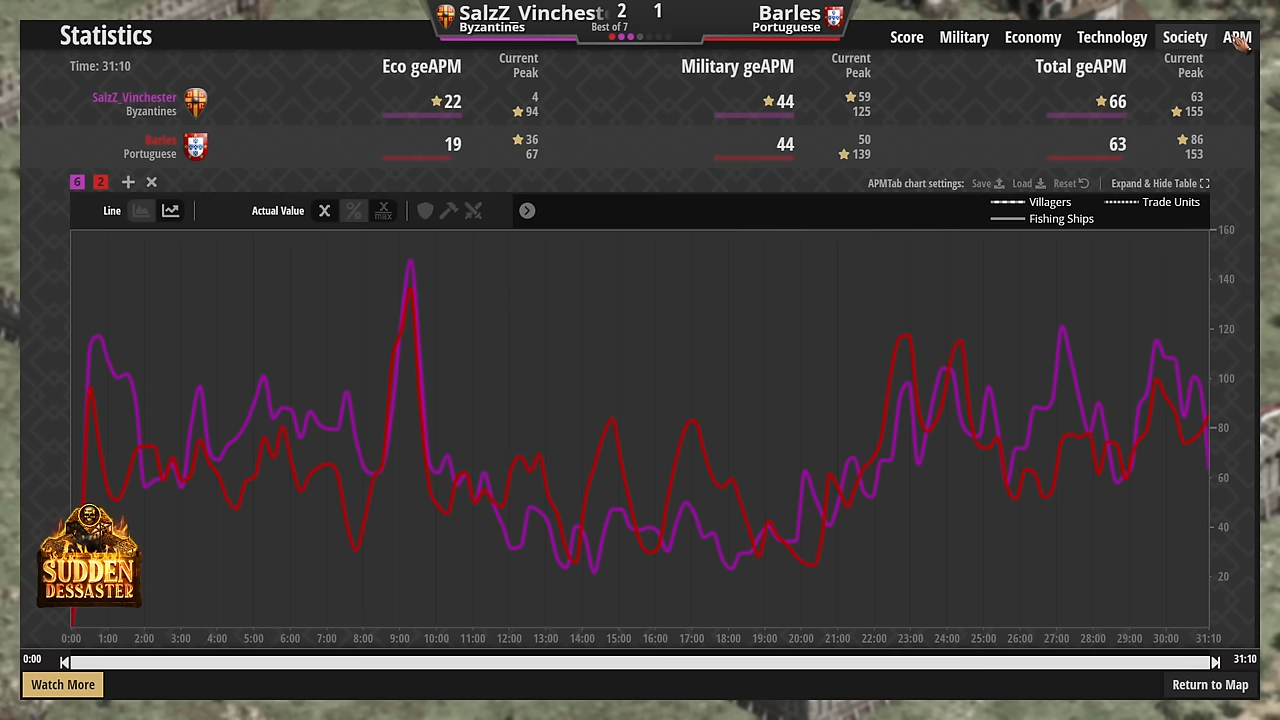 SalzZ_Vinchest 2 1 Barles
Byzantines Best of 7 Portuguese
Statistics
Score Military Economy Technology Society APM
Time: 31:10 Eco geAPM Current Peak Military geAPM Current Peak Total geAPM Current Peak
SalzZ_Vinchester 22 4 44 59 66 63
Byzantines 94 125 155
Barles 19 36 44 50 63 86
Portuguese 67 139 153
6 2 APMTab chart settings: Save Load Reset Expand & Hide Table
Line Actual Value X % X max
Villagers Trade Units
Fishing Ships
160
140
120
100
80
60
40
20
SUDDEN
DESSASTER
0:00 1:00 2:00 3:00 4:00 5:00 6:00 7:00 8:00 9:00 10:00 11:00 12:00 13:00 14:00 15:00 16:00 17:00 18:00 19:00 20:00 21:00 22:00 23:00 24:00 25:00 26:00 27:00 28:00 29:00 30:00 31:10
0:00 31:10
Watch More Return to Map